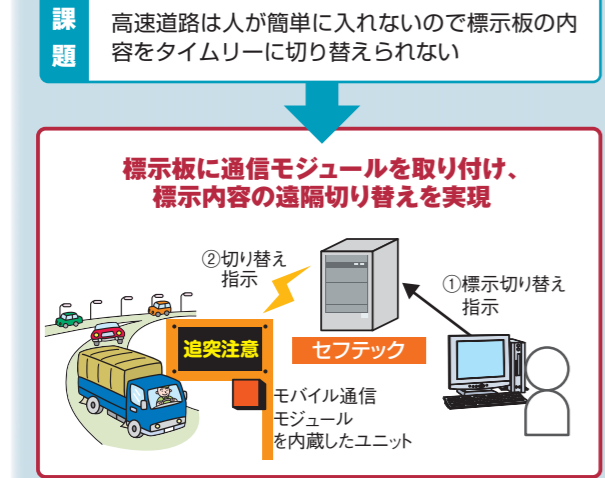 課題
高速道路は人が簡単に入れないので標示板の内
容をタイムリーに切り替えられない
標示板に通信モジュールを取り付け、
標示内容の遠隔切り替えを実現
②切り替え
指示
①標示切り替え
指示
追突注意
セフテック
モバイル通信
モジュール
を内蔵したユニット